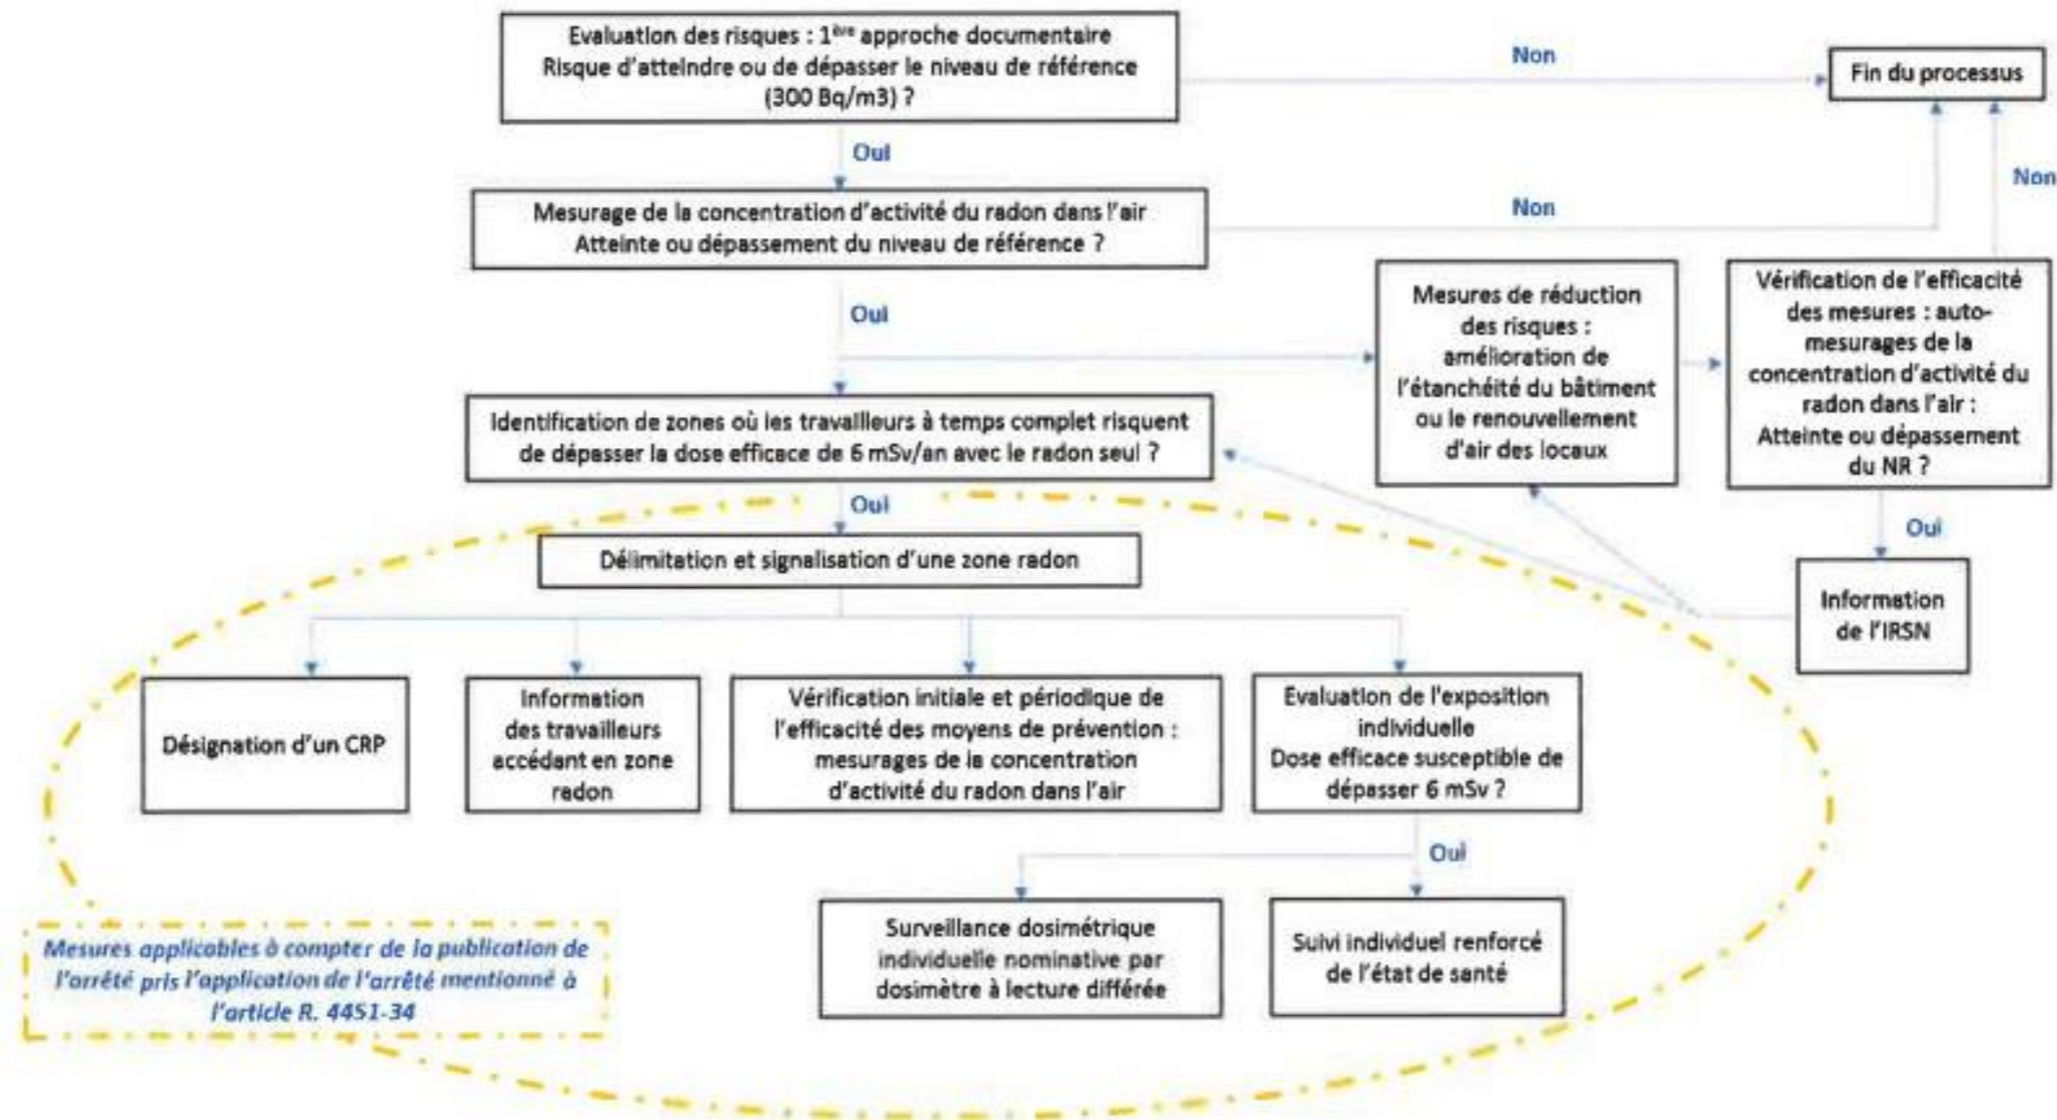 Evaluation des risques : 1ère approche documentaire
Risque d'atteindre ou de dépasser le niveau de référence
(300 Bq/m3) ?
Non
Fin du processus
Oui
Mesurage de la concentration d'activité du radon dans l'air
Atteinte ou dépassement du niveau de référence ?
Non
Non
Oui
Mesures de réduction
des risques :
amélioration de
l'étanchéité du bâtiment
ou le renouvellement
d'air des locaux
Vérification de l'efficacité
des mesures : auto-
mesurages de la
concentration d'activité du
radon dans l'air :
Atteinte ou dépassement
du NR ?
Identification de zones où les travailleurs à temps complet risquent
de dépasser la dose efficace de 6 mSv/an avec le radon seul ?
Oui
Oui
Délimitation et signalisation d'une zone radon
Information
de l'IRSN
Désignation d'un CRP
Information
des travailleurs
accédant en zone
radon
Vérification initiale et périodique de
l'efficacité des moyens de prévention :
mesurages de la concentration
d'activité du radon dans l'air
Evaluation de l'exposition
individuelle
Dose efficace susceptible de
dépasser 6 mSv ?
Oui
Surveillance dosimétrique
individuelle nominative par
dosimètre à lecture différée
Suivi individuel renforcé
de l'état de santé
Mesures applicables à compter de la publication de
l'arrêté pris l'application de l'arrêté mentionné à
l'article R. 4451-34